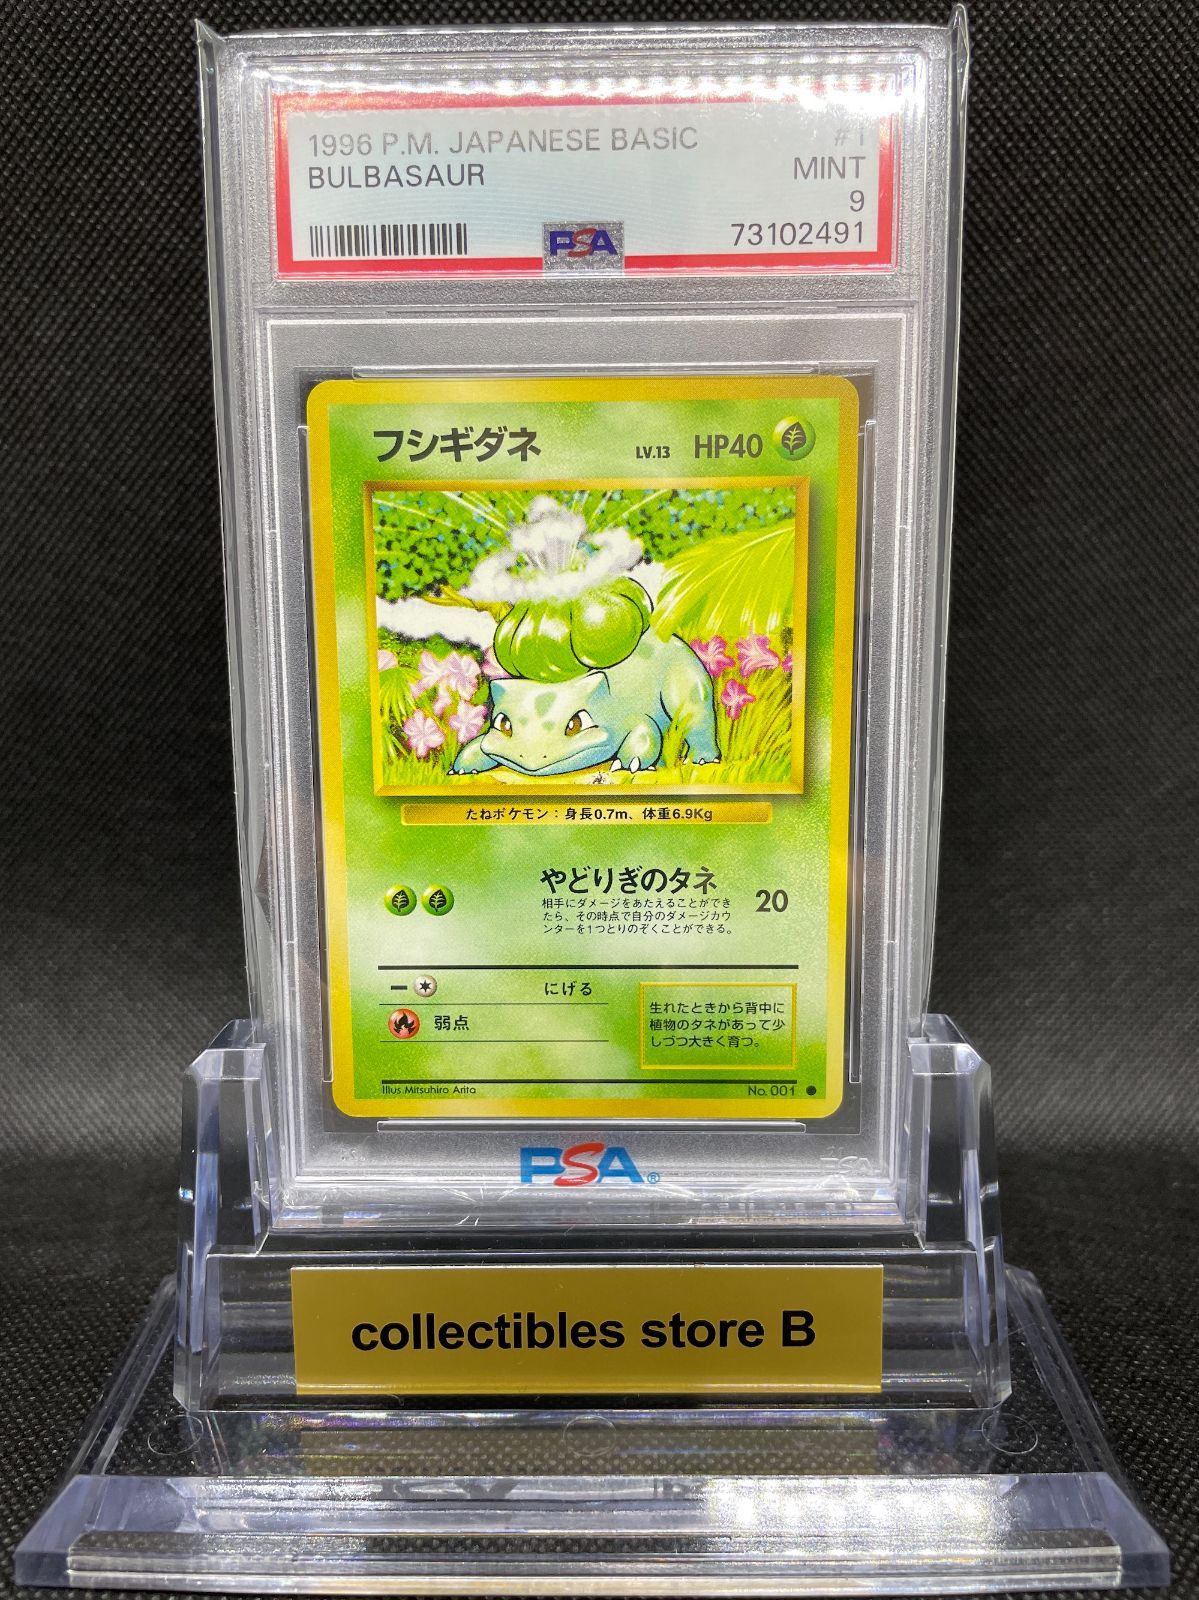 1996 P.M. JAPANESE BASIC #1
BULBASAUR MINT
9
PSA 73102491
フシギダネ LV.13 HP40
たねポケモン：身長0.7m、体重6.9Kg
やどりぎのタネ 20
相手にダメージをあたえることができ
たら、その時点で自分のダメージカウ
ンターを1つとりのぞくことができる。
にげる
弱点
生れたときから背中に
植物のタネがあって少
しづつ大きく育つ。
Illus. Mitsuhiro Arita No. 001
PSA®
collectibles store B